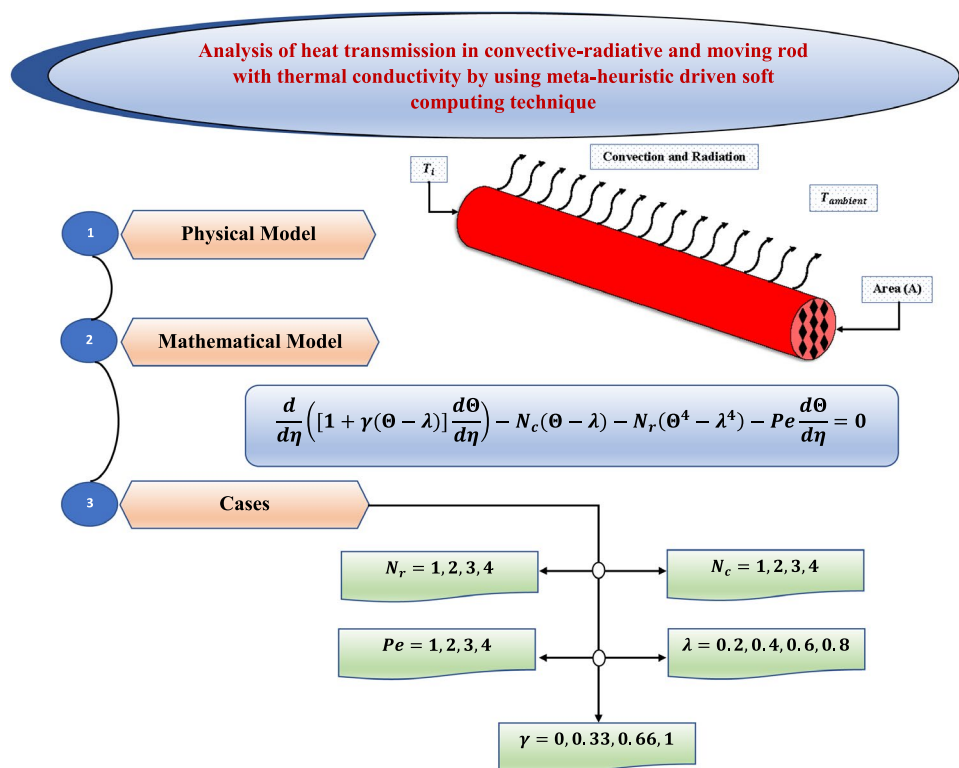 Analysis of heat transmission in convective-radiative and moving rod
with thermal conductivity by using meta-heuristic driven soft
computing technique
Convection and Radiation
T_i
T_ambient
1
Physical Model
Area (A)
2
Mathematical Model
d/dη([1 + γ(Θ − λ)] dΘ/dη) − N_c(Θ − λ) − N_r(Θ^4 − λ^4) − Pe dΘ/dη = 0
3
Cases
N_r = 1, 2, 3, 4
N_c = 1, 2, 3, 4
Pe = 1, 2, 3, 4
λ = 0.2, 0.4, 0.6, 0.8
γ = 0, 0.33, 0.66, 1